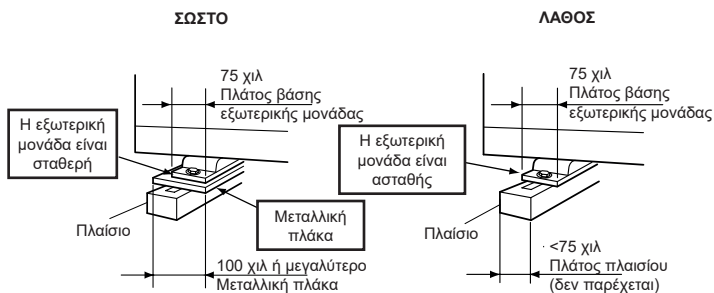 ΣΩΣΤΟ
75 χιλ
Πλάτος βάσης
εξωτερικής μονάδας
Η εξωτερική
μονάδα είναι
σταθερή
Πλαίσιο
Μεταλλική
πλάκα
100 χιλ ή μεγαλύτερο
Μεταλλική πλάκα
ΛΑΘΟΣ
75 χιλ
Πλάτος βάσης
εξωτερικής μονάδας
Η εξωτερική
μονάδα είναι
ασταθής
Πλαίσιο
<75 χιλ
Πλάτος πλαισίου
(δεν παρέχεται)